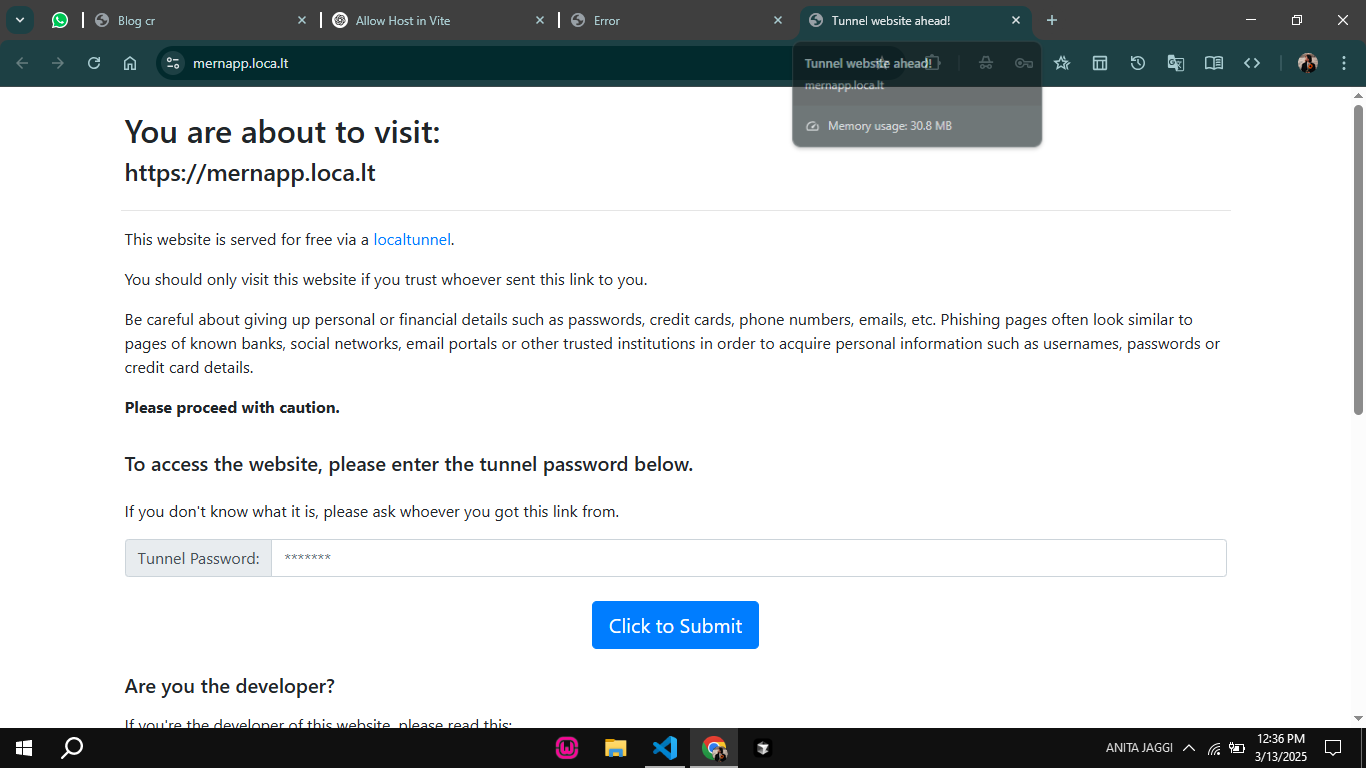 Blog cr
Allow Host in Vite
Error
Tunnel website ahead!
mernapp.loca.lt
Tunnel website ahead!
mernapp.loca.lt
Memory usage: 30.8 MB
You are about to visit:
https://mernapp.loca.lt
This website is served for free via a localtunnel.
You should only visit this website if you trust whoever sent this link to you.
Be careful about giving up personal or financial details such as passwords, credit cards, phone numbers, emails, etc. Phishing pages often look similar to
pages of known banks, social networks, email portals or other trusted institutions in order to acquire personal information such as usernames, passwords or
credit card details.
Please proceed with caution.
To access the website, please enter the tunnel password below.
If you don't know what it is, please ask whoever you got this link from.
Tunnel Password: *******
Click to Submit
Are you the developer?
If you're the developer of this website, please read this:
ANITA JAGGI
12:36 PM
3/13/2025